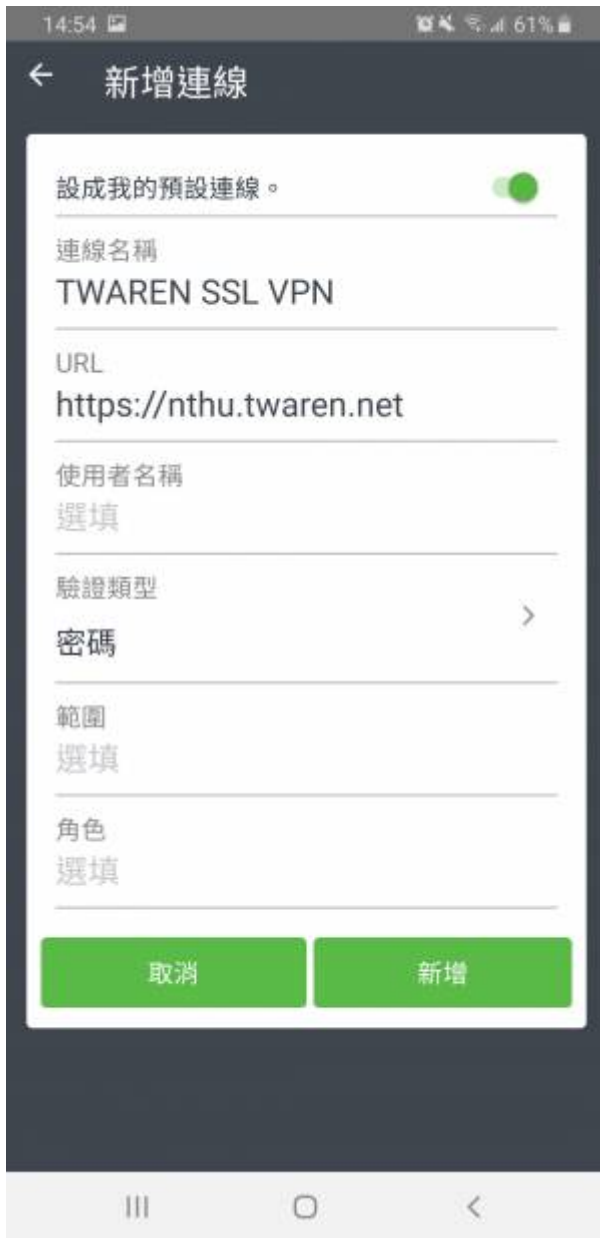 14:54 61%
新增連線
設成我的預設連線。
連線名稱
TWAREN SSL VPN
URL
https://nthu.twaren.net
使用者名稱
選填
驗證類型
密碼
範圍
選填
角色
選填
取消 新增